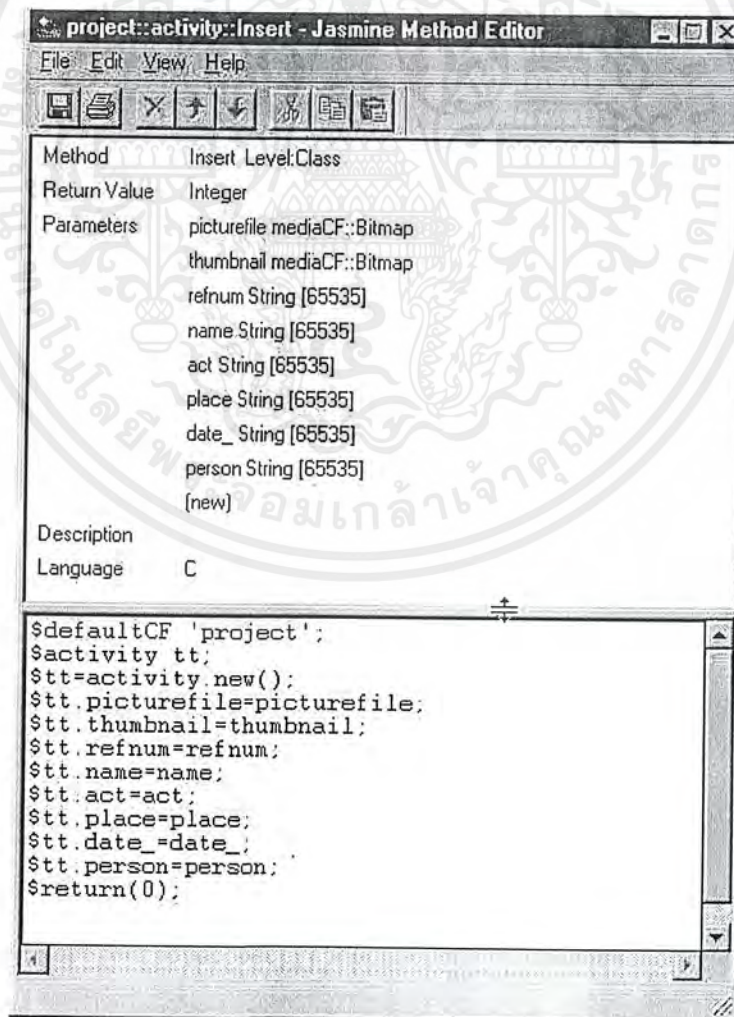 project::activity::Insert - Jasmine Method Editor
File Edit View Help
Method Insert Level:Class
Return Value Integer
Parameters picturefile mediaCF::Bitmap
thumbnail mediaCF::Bitmap
refnum String [65535]
name String [65535]
act String [65535]
place String [65535]
date_ String [65535]
person String [65535]
(new)
Description
Language C
$defaultCF 'project';
$activity tt;
$tt=activity.new();
$tt.picturefile=picturefile;
$tt.thumbnail=thumbnail;
$tt.refnum=refnum;
$tt.name=name;
$tt.act=act;
$tt.place=place;
$tt.date_=date_;
$tt.person=person;
$return(0);